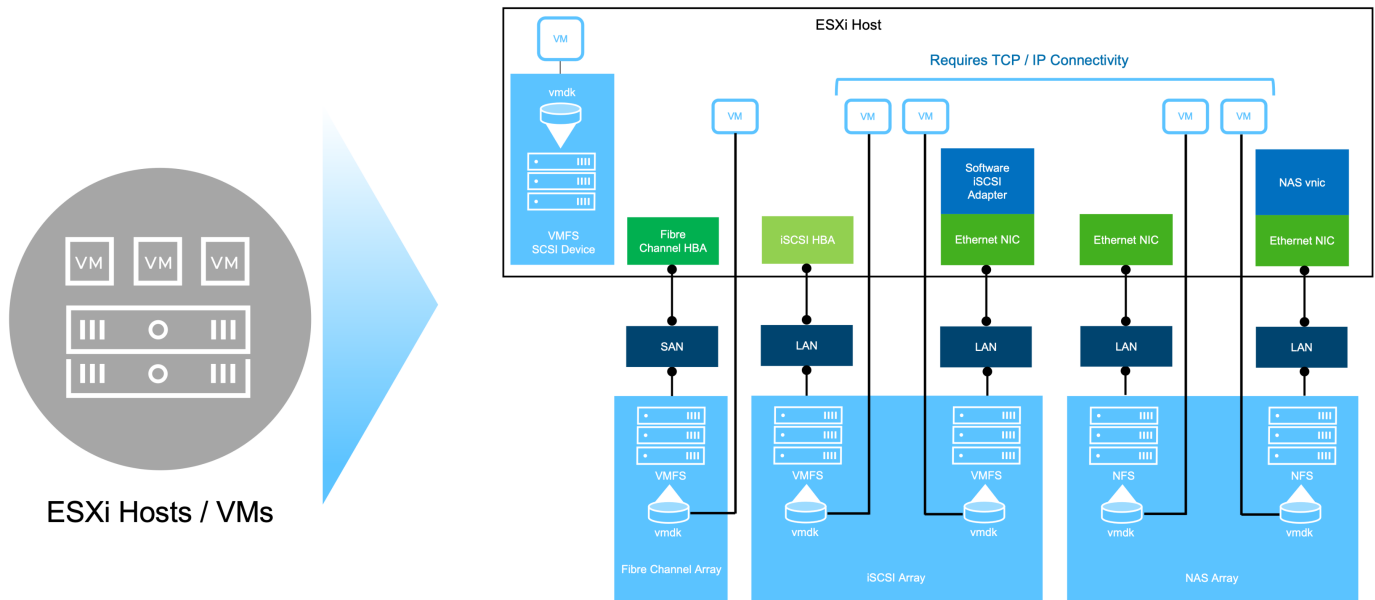 VM
VM
VM
ESXi Hosts / VMs
ESXi Host
VM
vmdk
VMFS
SCSI Device
Requires TCP / IP Connectivity
VM
VM
VM
VM
VM
Fibre
Channel HBA
iSCSI HBA
Software
iSCSI
Adapter
Ethernet NIC
Ethernet NIC
NAS vnic
Ethernet NIC
SAN
LAN
LAN
LAN
LAN
VMFS
VMFS
VMFS
NFS
NFS
vmdk
vmdk
vmdk
vmdk
vmdk
Fibre Channel Array
iSCSI Array
NAS Array